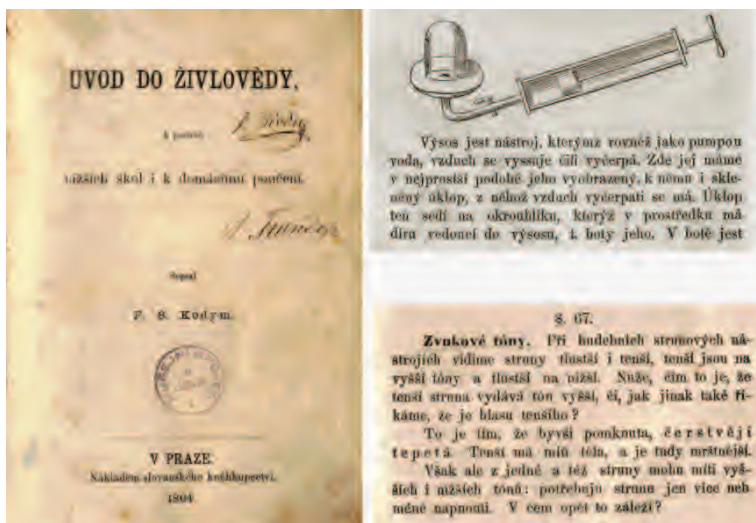 ÚVOD DO ŽIVLOVĚDY,
k potřebě
nižších škol i k domácímu poučení.
Sepsal
F. S. Kodym.
V PRAZE.
Nákladem slovanského kněhkupectví.
1864
Výsos jest nástroj, kterýmž rovněž jako pumpou
voda, vzduch se vyssuje čili vyčerpá. Zde jej máme
v nejprostší podobě jeho vyobrazený, k němu i skle-
něný úklop, z něhož vzduch vyčerpati se má. Úklop
ten sedí na okrouhlíku, kterýž v prostředku má
díru vedoucí do výsosu, t. boty jeho. V botě jest
§. 67.
Zvukové tóny. Při hudebních strunových ná-
strojích vidíme struny tlustší i tenší, tenší jsou na
vyšší tóny a tlustší na nižší. Nuže, čím to je, že
tenší struna vydává tón vyšší, čí, jak jinak také ří-
káme, že je hlasu tenšího?
To je tím, že byvši pomknuta, čerstvěji
tepetá. Tenší má míň těla, a je tudy mrštnější.
Však ale z jedné a též struny mohu míti vyš-
ších i nižších tónů: potřebuju strunu jen více neb
méně napnouti. V čem opět to záleží?